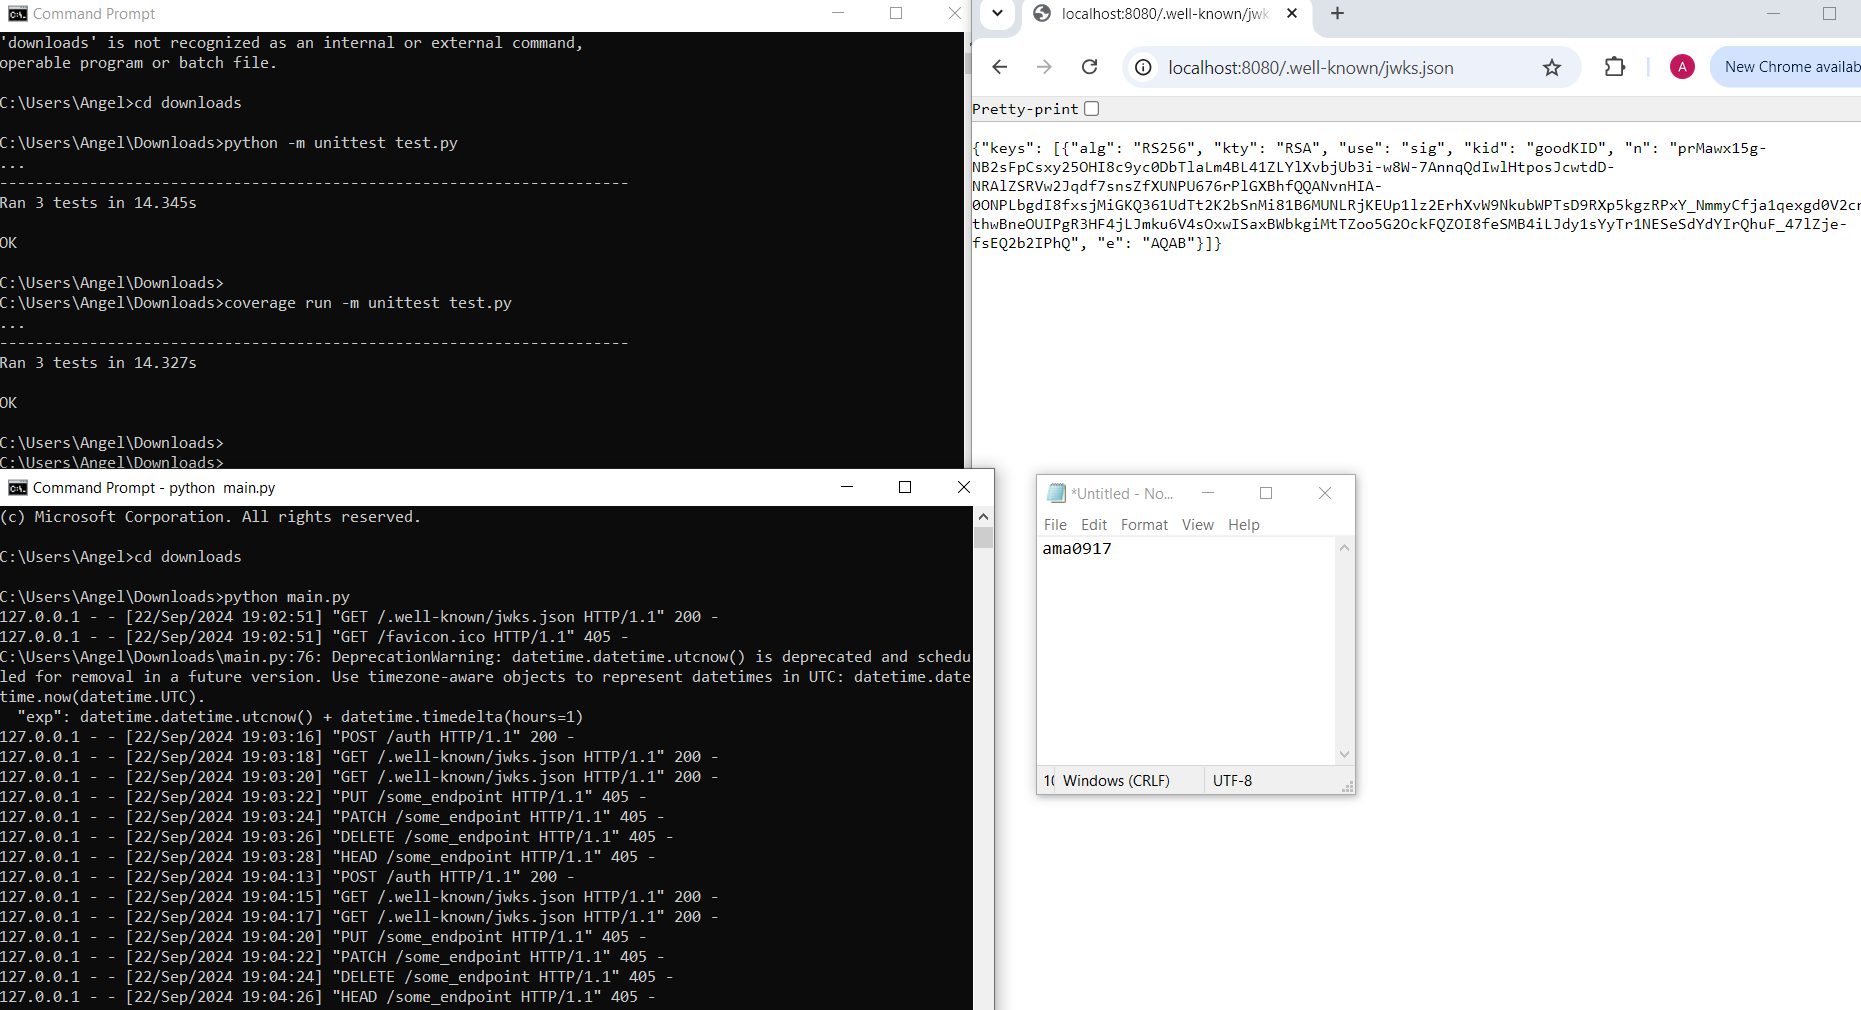 Command Prompt
'downloads' is not recognized as an internal or external command,
operable program or batch file.
C:\Users\Angel>cd downloads
C:\Users\Angel\Downloads>python -m unittest test.py
...
----------------------------------------------------------------------
Ran 3 tests in 14.345s
OK
C:\Users\Angel\Downloads>
C:\Users\Angel\Downloads>coverage run -m unittest test.py
...
----------------------------------------------------------------------
Ran 3 tests in 14.327s
OK
C:\Users\Angel\Downloads>
C:\Users\Angel\Downloads>
Command Prompt - python main.py
(c) Microsoft Corporation. All rights reserved.
C:\Users\Angel>cd downloads
C:\Users\Angel\Downloads>python main.py
127.0.0.1 - - [22/Sep/2024 19:02:51] "GET /.well-known/jwks.json HTTP/1.1" 200 -
127.0.0.1 - - [22/Sep/2024 19:02:51] "GET /favicon.ico HTTP/1.1" 405 -
C:\Users\Angel\Downloads\main.py:76: DeprecationWarning: datetime.datetime.utcnow() is deprecated and schedu
led for removal in a future version. Use timezone-aware objects to represent datetimes in UTC: datetime.date
time.now(datetime.UTC).
"exp": datetime.datetime.utcnow() + datetime.timedelta(hours=1)
127.0.0.1 - - [22/Sep/2024 19:03:16] "POST /auth HTTP/1.1" 200 -
127.0.0.1 - - [22/Sep/2024 19:03:18] "GET /.well-known/jwks.json HTTP/1.1" 200 -
127.0.0.1 - - [22/Sep/2024 19:03:20] "GET /.well-known/jwks.json HTTP/1.1" 200 -
127.0.0.1 - - [22/Sep/2024 19:03:22] "PUT /some_endpoint HTTP/1.1" 405 -
127.0.0.1 - - [22/Sep/2024 19:03:24] "PATCH /some_endpoint HTTP/1.1" 405 -
127.0.0.1 - - [22/Sep/2024 19:03:26] "DELETE /some_endpoint HTTP/1.1" 405 -
127.0.0.1 - - [22/Sep/2024 19:03:28] "HEAD /some_endpoint HTTP/1.1" 405 -
127.0.0.1 - - [22/Sep/2024 19:04:13] "POST /auth HTTP/1.1" 200 -
127.0.0.1 - - [22/Sep/2024 19:04:15] "GET /.well-known/jwks.json HTTP/1.1" 200 -
127.0.0.1 - - [22/Sep/2024 19:04:17] "GET /.well-known/jwks.json HTTP/1.1" 200 -
127.0.0.1 - - [22/Sep/2024 19:04:20] "PUT /some_endpoint HTTP/1.1" 405 -
127.0.0.1 - - [22/Sep/2024 19:04:22] "PATCH /some_endpoint HTTP/1.1" 405 -
127.0.0.1 - - [22/Sep/2024 19:04:24] "DELETE /some_endpoint HTTP/1.1" 405 -
127.0.0.1 - - [22/Sep/2024 19:04:26] "HEAD /some_endpoint HTTP/1.1" 405 -
localhost:8080/.well-known/jwk
localhost:8080/.well-known/jwks.json
A
New Chrome availab
Pretty-print
{"keys": [{"alg": "RS256", "kty": "RSA", "use": "sig", "kid": "goodKID", "n": "prMawx15g-
NB2sFpCsxy25OHI8c9yc0DbTlaLm4BL41ZLYlXvbjUb3i-w8W-7AnnqQdIwlHtposJcwtdD-
NRAlZSRVw2Jqdf7snsZfXUNPU676rPlGXBhfQQANvnHIA-
0ONPLbgdI8fxsjMiGKQ361UdTt2K2bSnMi81B6MUNLRjKEUp1lz2ErhXvW9NkubWPTsD9RXp5kgzRPxY_NmmyCfja1qexgd0V2cr
thwBneOUIPgR3HF4jLJmku6V4sOxwISaxBWbkgiMtTZoo5G2OckFQZOI8feSMB4iLJdy1sYyTr1NESeSdYdYIrQhuF_47lZje-
fsEQ2b2IPhQ", "e": "AQAB"}]}
*Untitled - No...
File Edit Format View Help
ama0917
10 Windows (CRLF) UTF-8